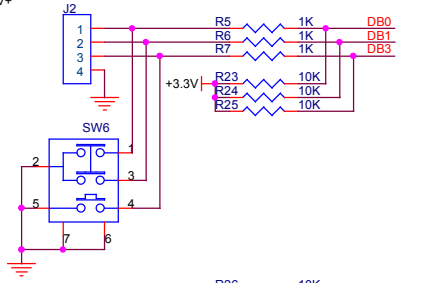 J2
R5 1K DB0
1
R6 1K DB1
2
R7 1K DB3
3
4
+3.3V R23 10K
R24 10K
R25 10K
SW6
2 1
3
5 4
7 6